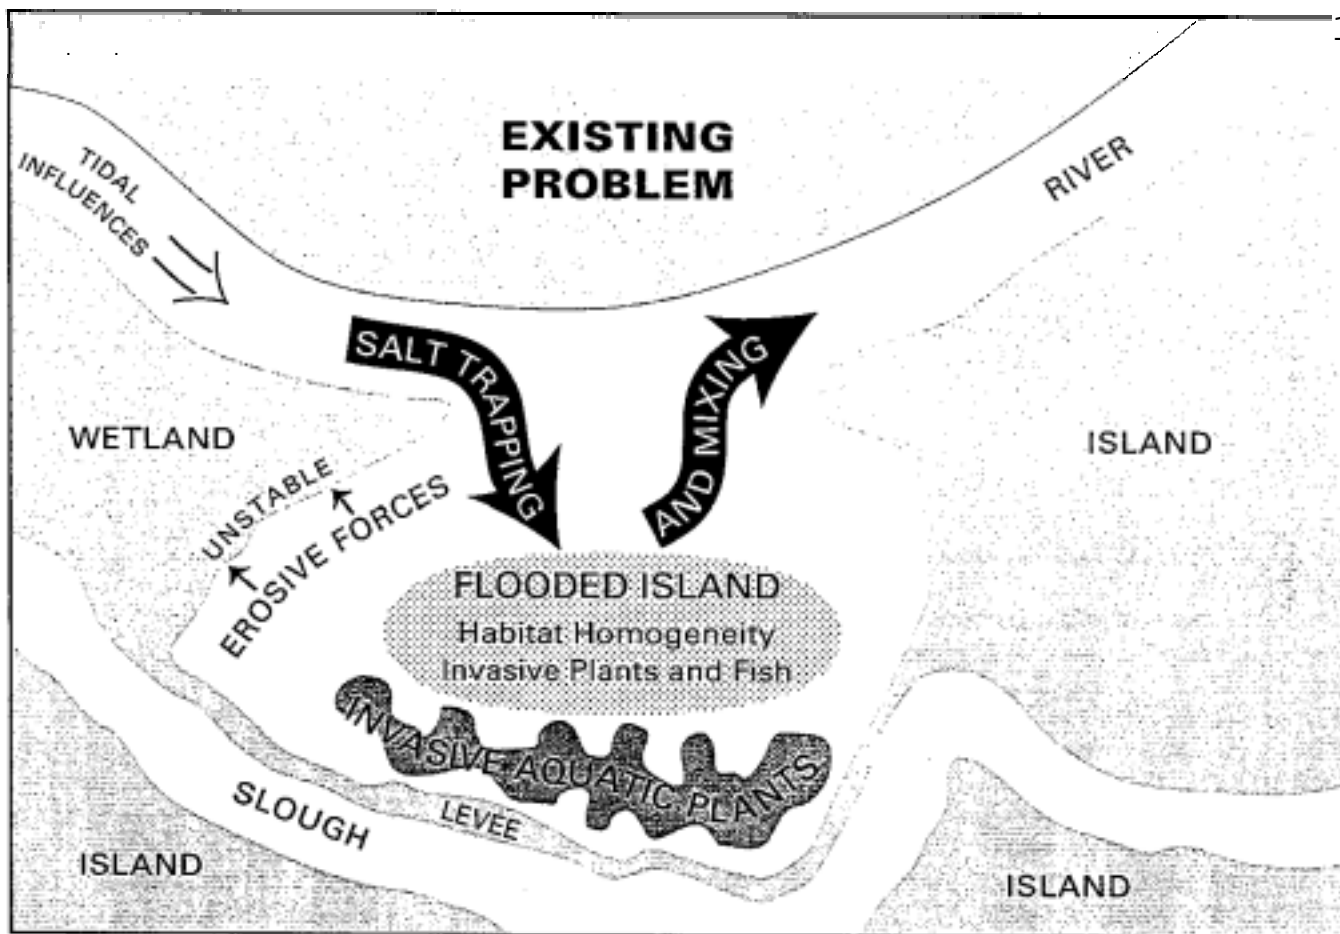 EXISTING
PROBLEM
TIDAL
INFLUENCES
RIVER
SALT TRAPPING
AND MIXING
WETLAND
ISLAND
UNSTABLE
EROSIVE FORCES
FLOODED ISLAND
Habitat Homogeneity
Invasive Plants and Fish
INVASIVE AQUATIC PLANTS
SLOUGH
LEVEE
ISLAND
ISLAND